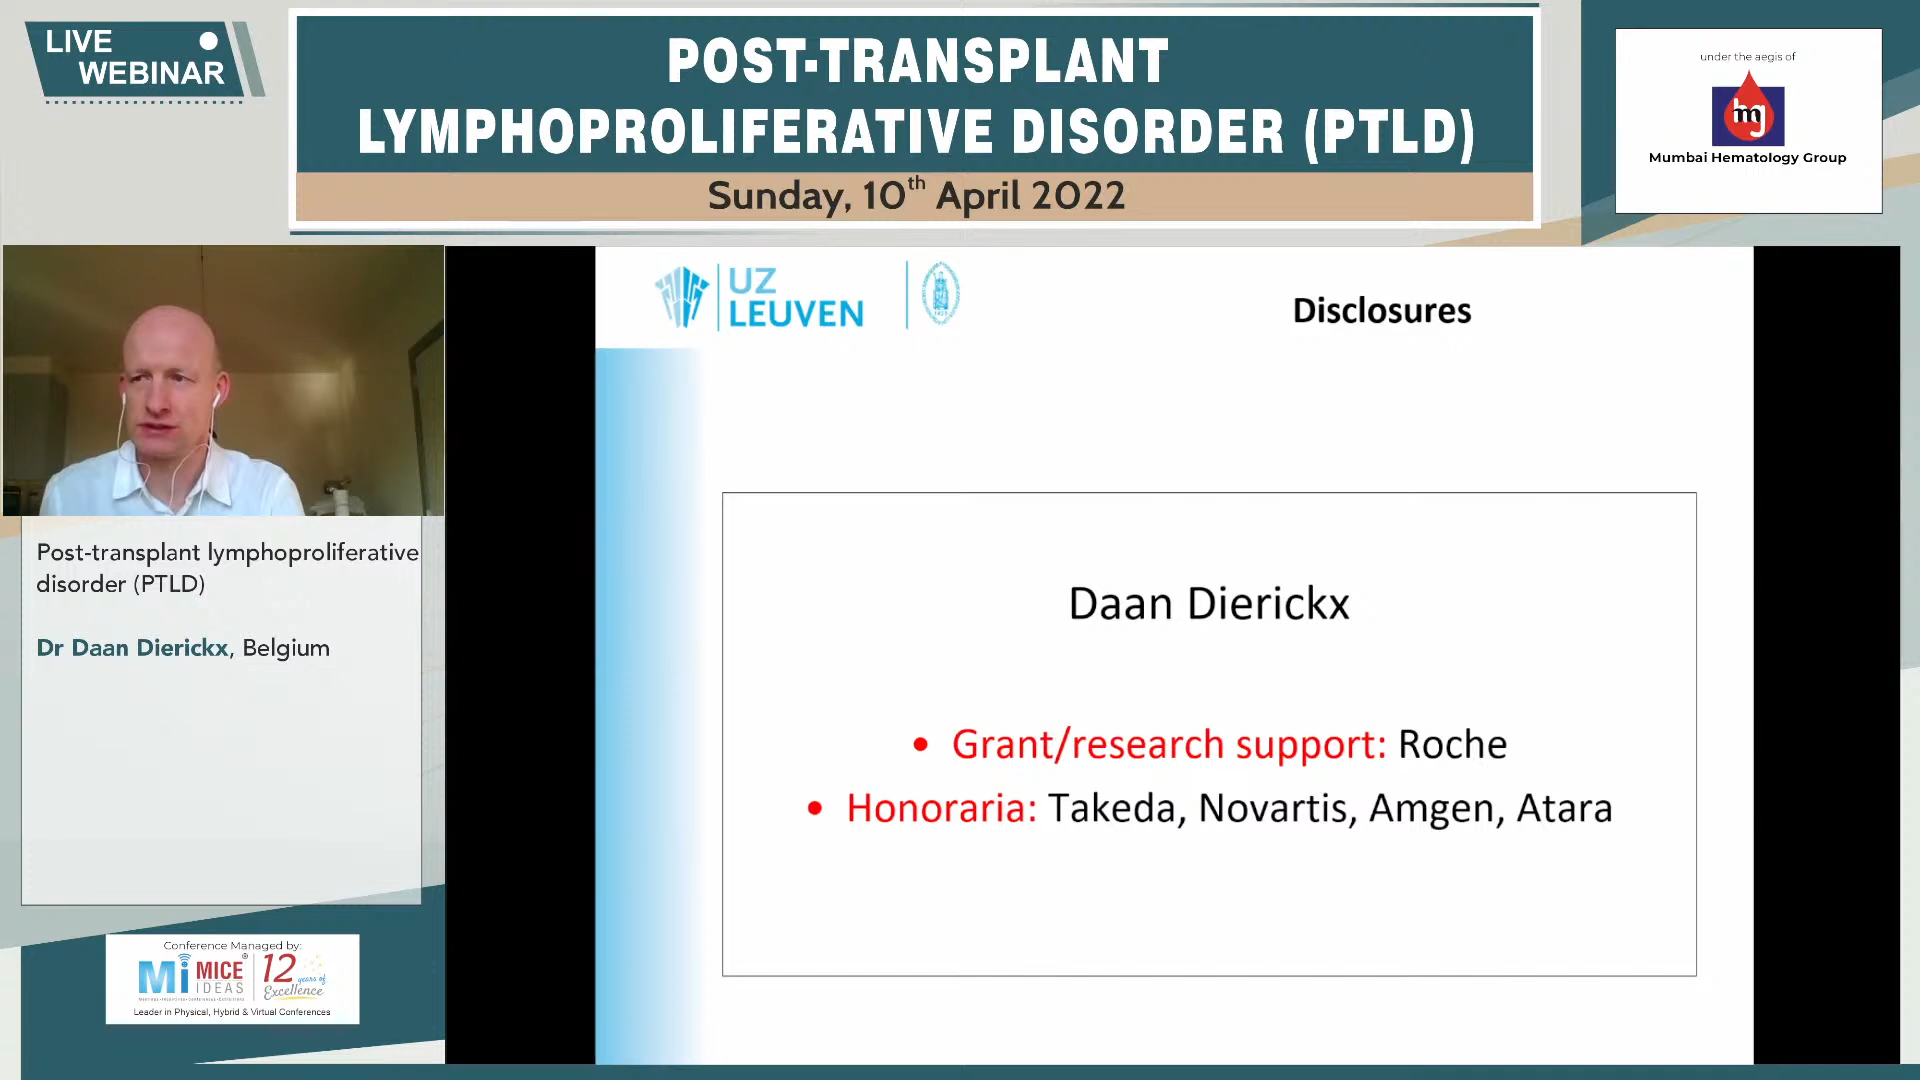 LIVE
WEBINAR
POST-TRANSPLANT
LYMPHOPROLIFERATIVE DISORDER (PTLD)
Sunday, 10th April 2022
under the aegis of
mg
Mumbai Hematology Group
UZ
LEUVEN
Disclosures
Daan Dierickx
• Grant/research support: Roche
• Honoraria: Takeda, Novartis, Amgen, Atara
Post-transplant lymphoproliferative
disorder (PTLD)
Dr Daan Dierickx, Belgium
Conference Managed by:
Mi MICE
IDEAS
12
years of
Excellence
Leader in Physical, Hybrid & Virtual Conferences